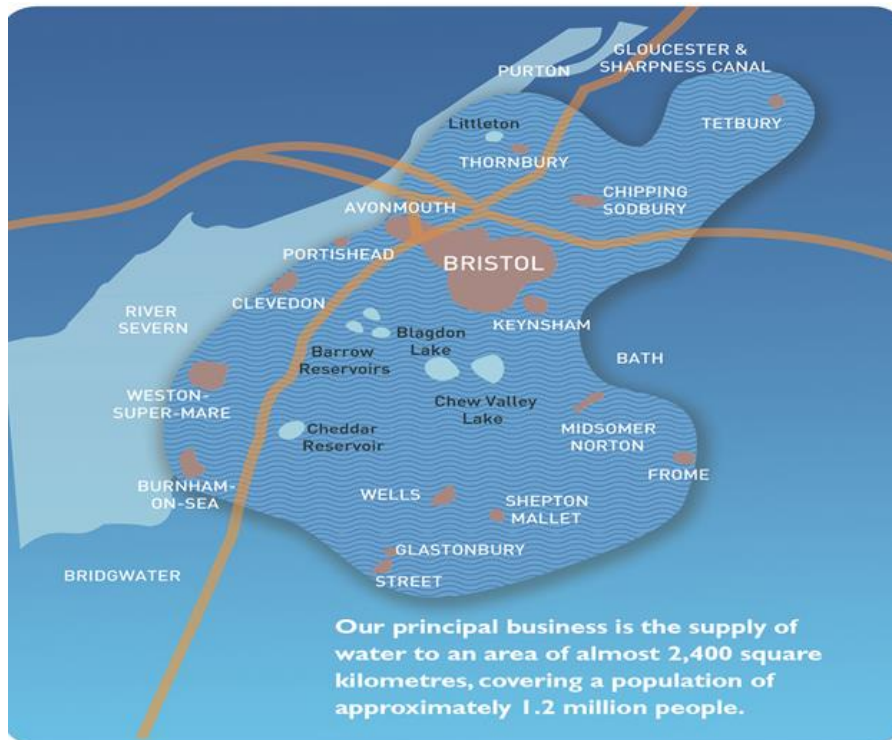 GLOUCESTER &
SHARPNESS CANAL
PURTON
TETBURY
Littleton
THORNBURY
CHIPPING
SODBURY
AVONMOUTH
PORTISHEAD
BRISTOL
CLEVEDON
KEYNSHAM
RIVER
SEVERN
Blagdon
Lake
Barrow
Reservoirs
BATH
WESTON-
SUPER-MARE
Chew Valley
Lake
Cheddar
Reservoir
MIDSOMER
NORTON
FROME
BURNHAM-
ON-SEA
WELLS
SHEPTON
MALLET
GLASTONBURY
STREET
BRIDGWATER
Our principal business is the supply of
water to an area of almost 2,400 square
kilometres, covering a population of
approximately 1.2 million people.